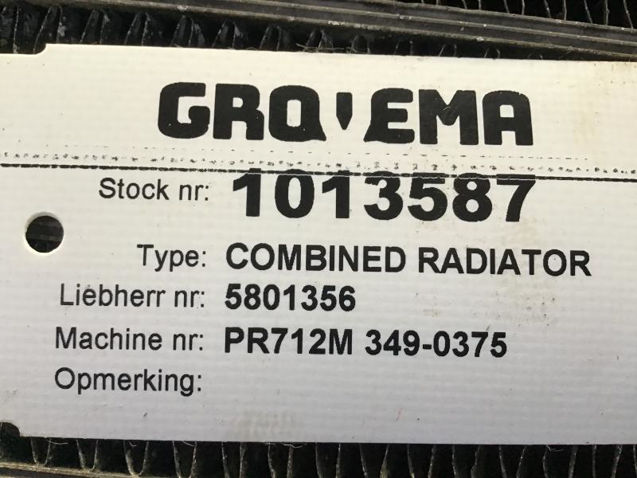 GROEMA
Stock nr: 1013587
Type: COMBINED RADIATOR
Liebherr nr: 5801356
Machine nr: PR712M 349-0375
Opmerking: